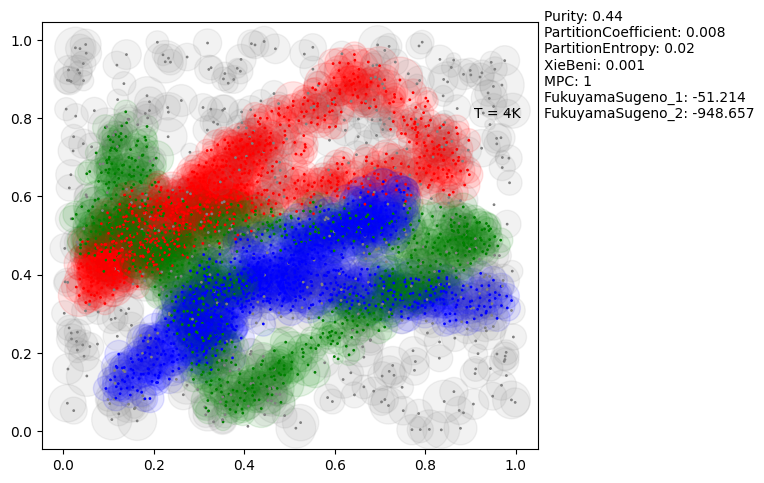 Purity: 0.44
PartitionCoefficient: 0.008
PartitionEntropy: 0.02
XieBeni: 0.001
MPC: 1
FukuyamaSugeno_1: -51.214
FukuyamaSugeno_2: -948.657
T = 4K
1.0
0.8
0.6
0.4
0.2
0.0
0.0 0.2 0.4 0.6 0.8 1.0